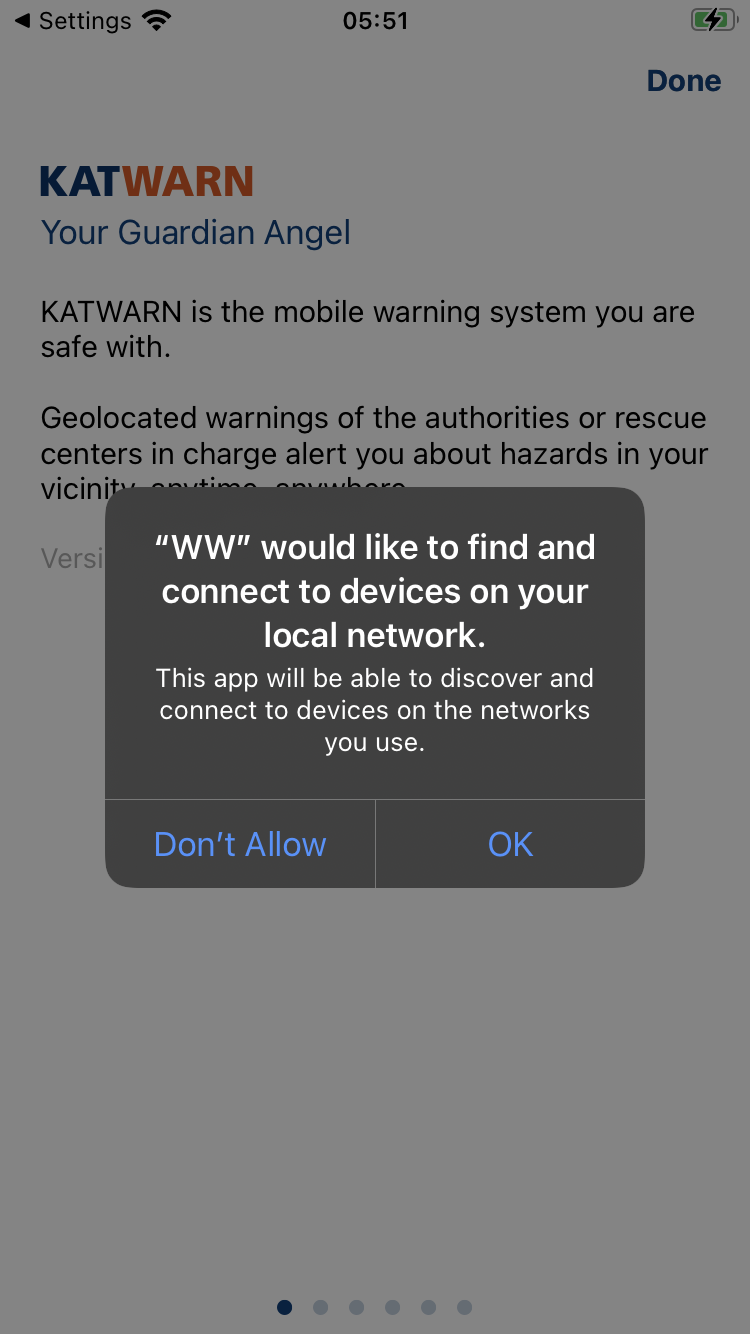 Settings
05:51
Done
KATWARN
Your Guardian Angel
KATWARN is the mobile warning system you are
safe with.
Geolocated warnings of the authorities or rescue
centers in charge alert you about hazards in your
vicinity, anytime, anywhere
Versi
“WW” would like to find and
connect to devices on your
local network.
This app will be able to discover and
connect to devices on the networks
you use.
Don’t Allow
OK